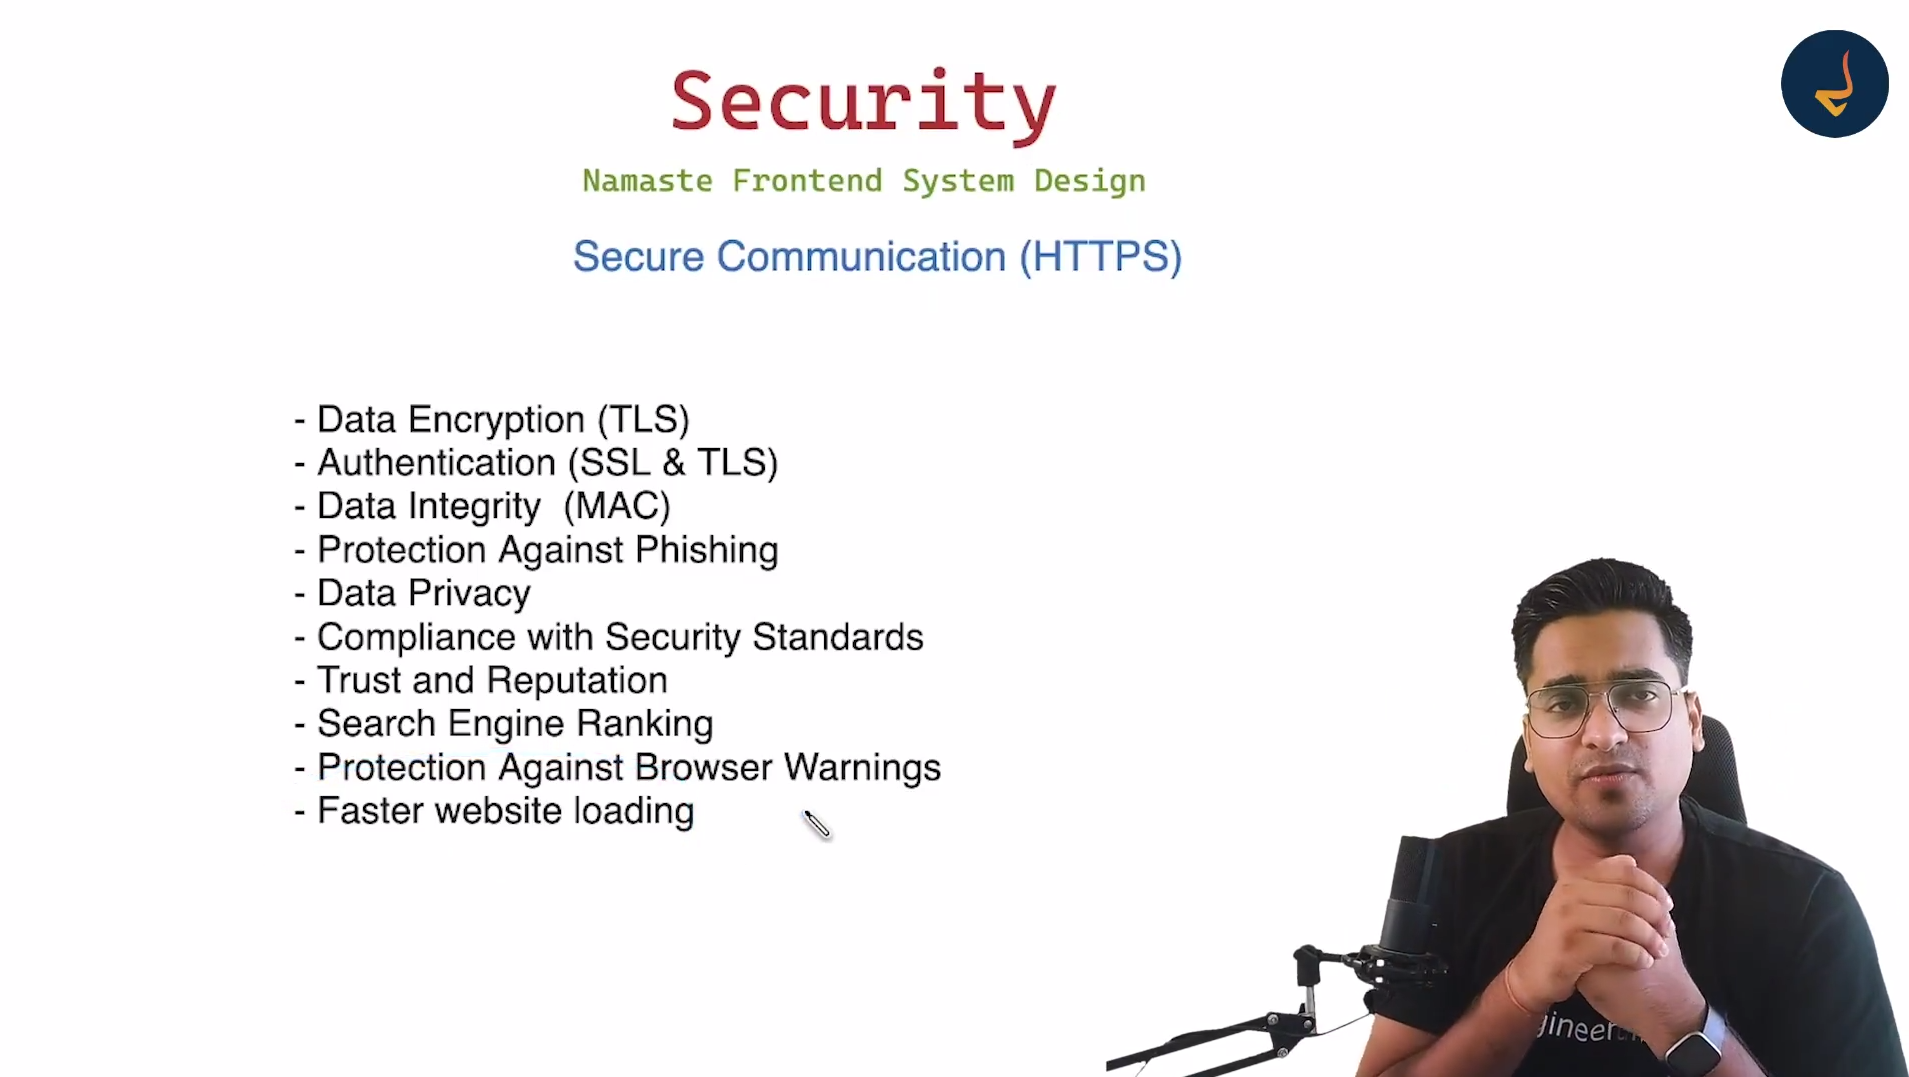 Security
Namaste Frontend System Design
Secure Communication (HTTPS)
- Data Encryption (TLS)
- Authentication (SSL & TLS)
- Data Integrity (MAC)
- Protection Against Phishing
- Data Privacy
- Compliance with Security Standards
- Trust and Reputation
- Search Engine Ranking
- Protection Against Browser Warnings
- Faster website loading